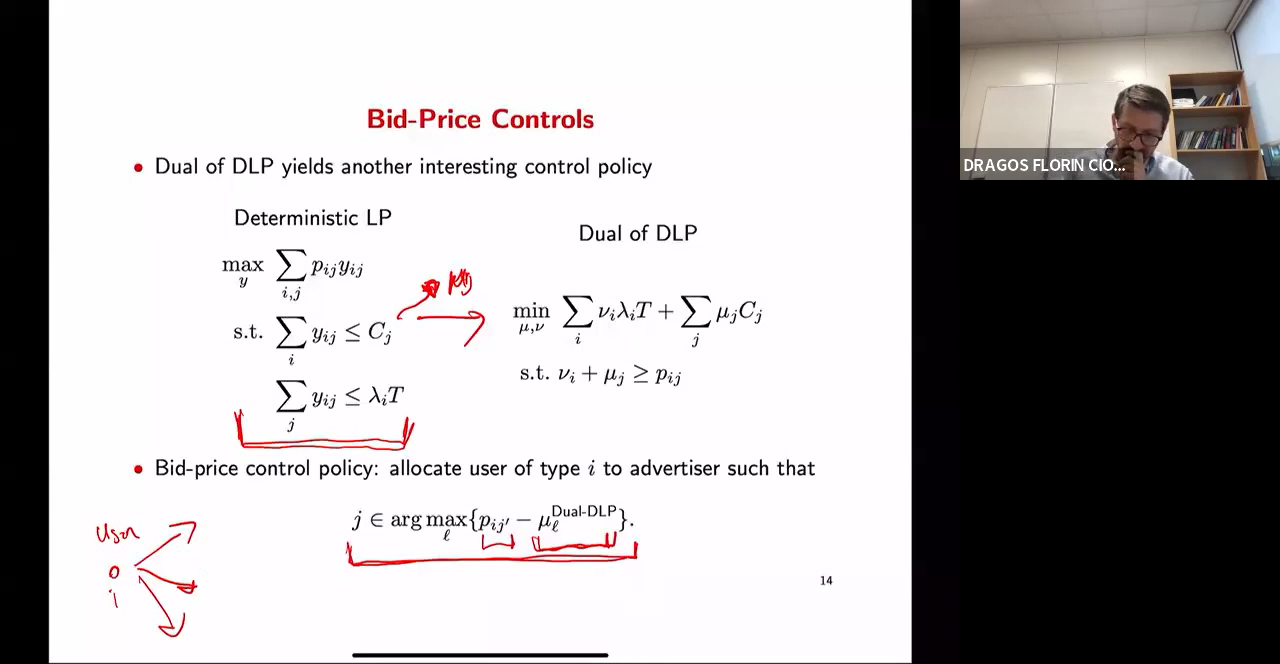 Bid-Price Controls
• Dual of DLP yields another interesting control policy
Deterministic LP
max_y ∑_{i,j} p_{ij} y_{ij}
s.t. ∑_i y_{ij} ≤ C_j
∑_j y_{ij} ≤ λ_i T
Dual of DLP
min_{μ,ν} ∑_i ν_i λ_i T + ∑_j μ_j C_j
s.t. ν_i + μ_j ≥ p_{ij}
• Bid-price control policy: allocate user of type i to advertiser such that
j ∈ arg max_ℓ {p_{ij'} − μ_ℓ^{Dual-DLP}}.
User
i
14
DRAGOS FLORIN CIO...